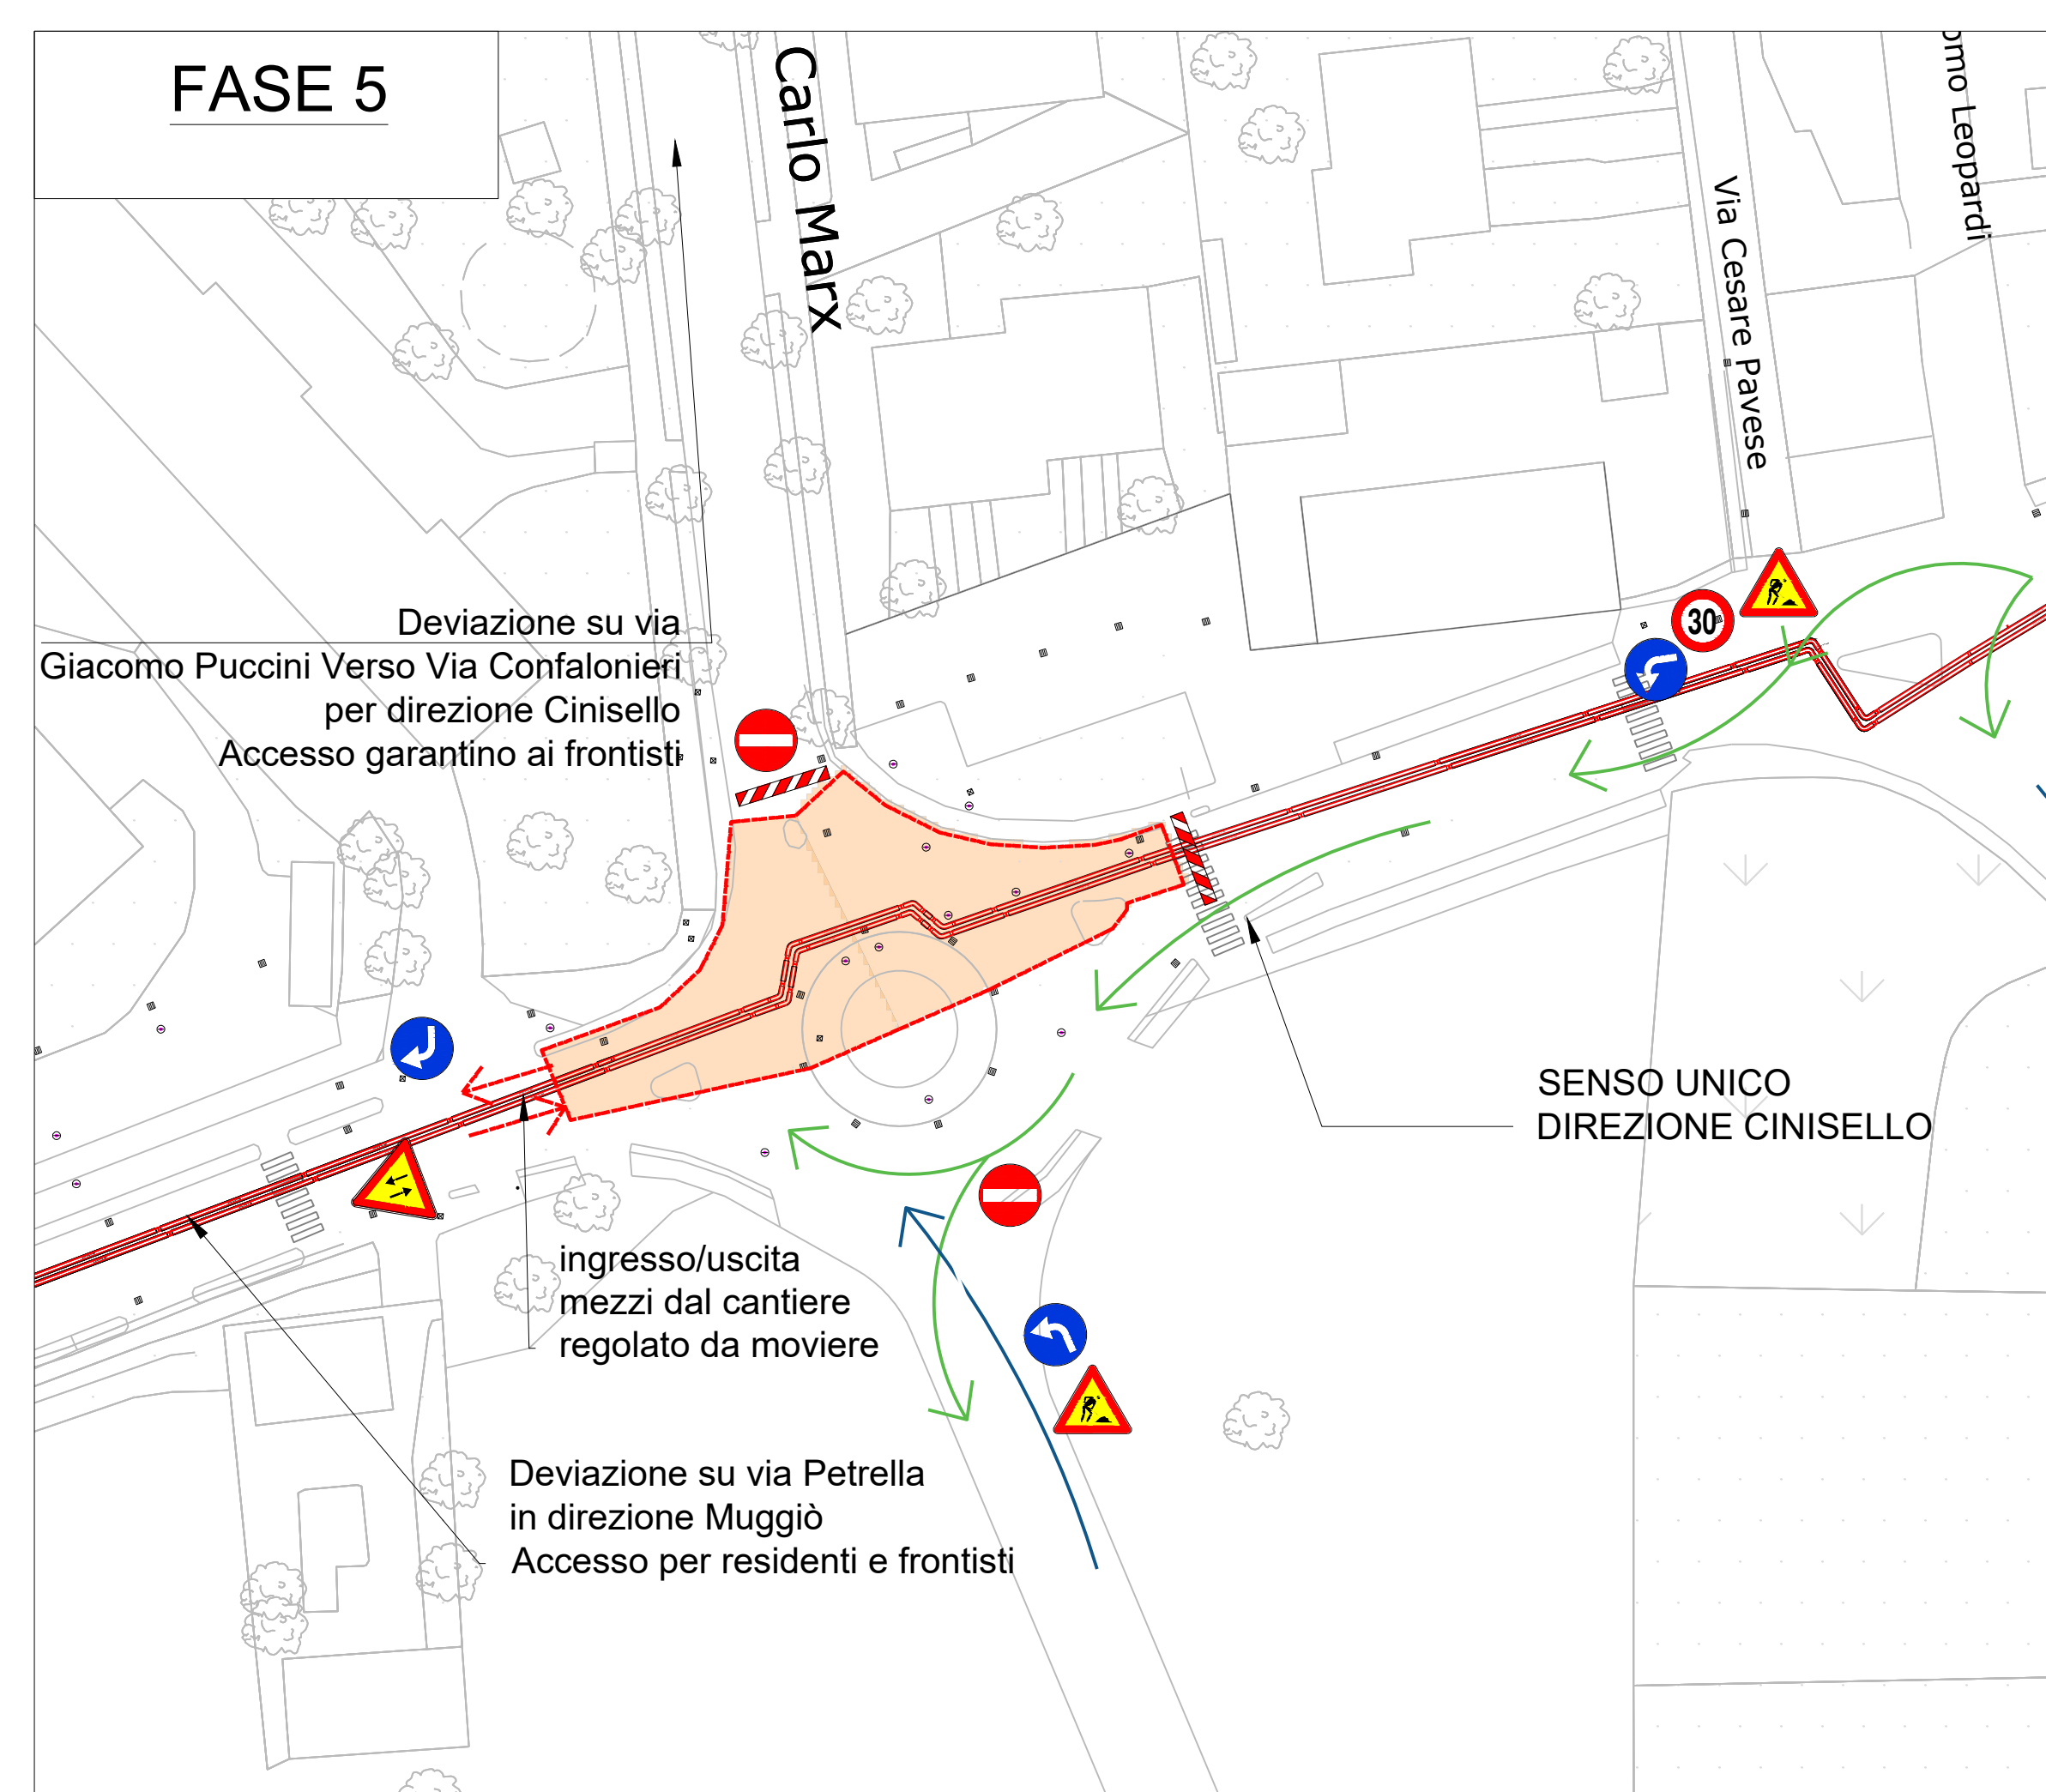 FASE 5
Carlo Marx
Via Cesare Pavese
omo Leopardi
Deviazione su via
Giacomo Puccini Verso Via Confalonieri
per direzione Cinisello
Accesso garantino ai frontisti
30
SENSO UNICO
DIREZIONE CINISELLO
ingresso/uscita
mezzi dal cantiere
regolato da moviere
Deviazione su via Petrella
in direzione Muggiò
Accesso per residenti e frontisti